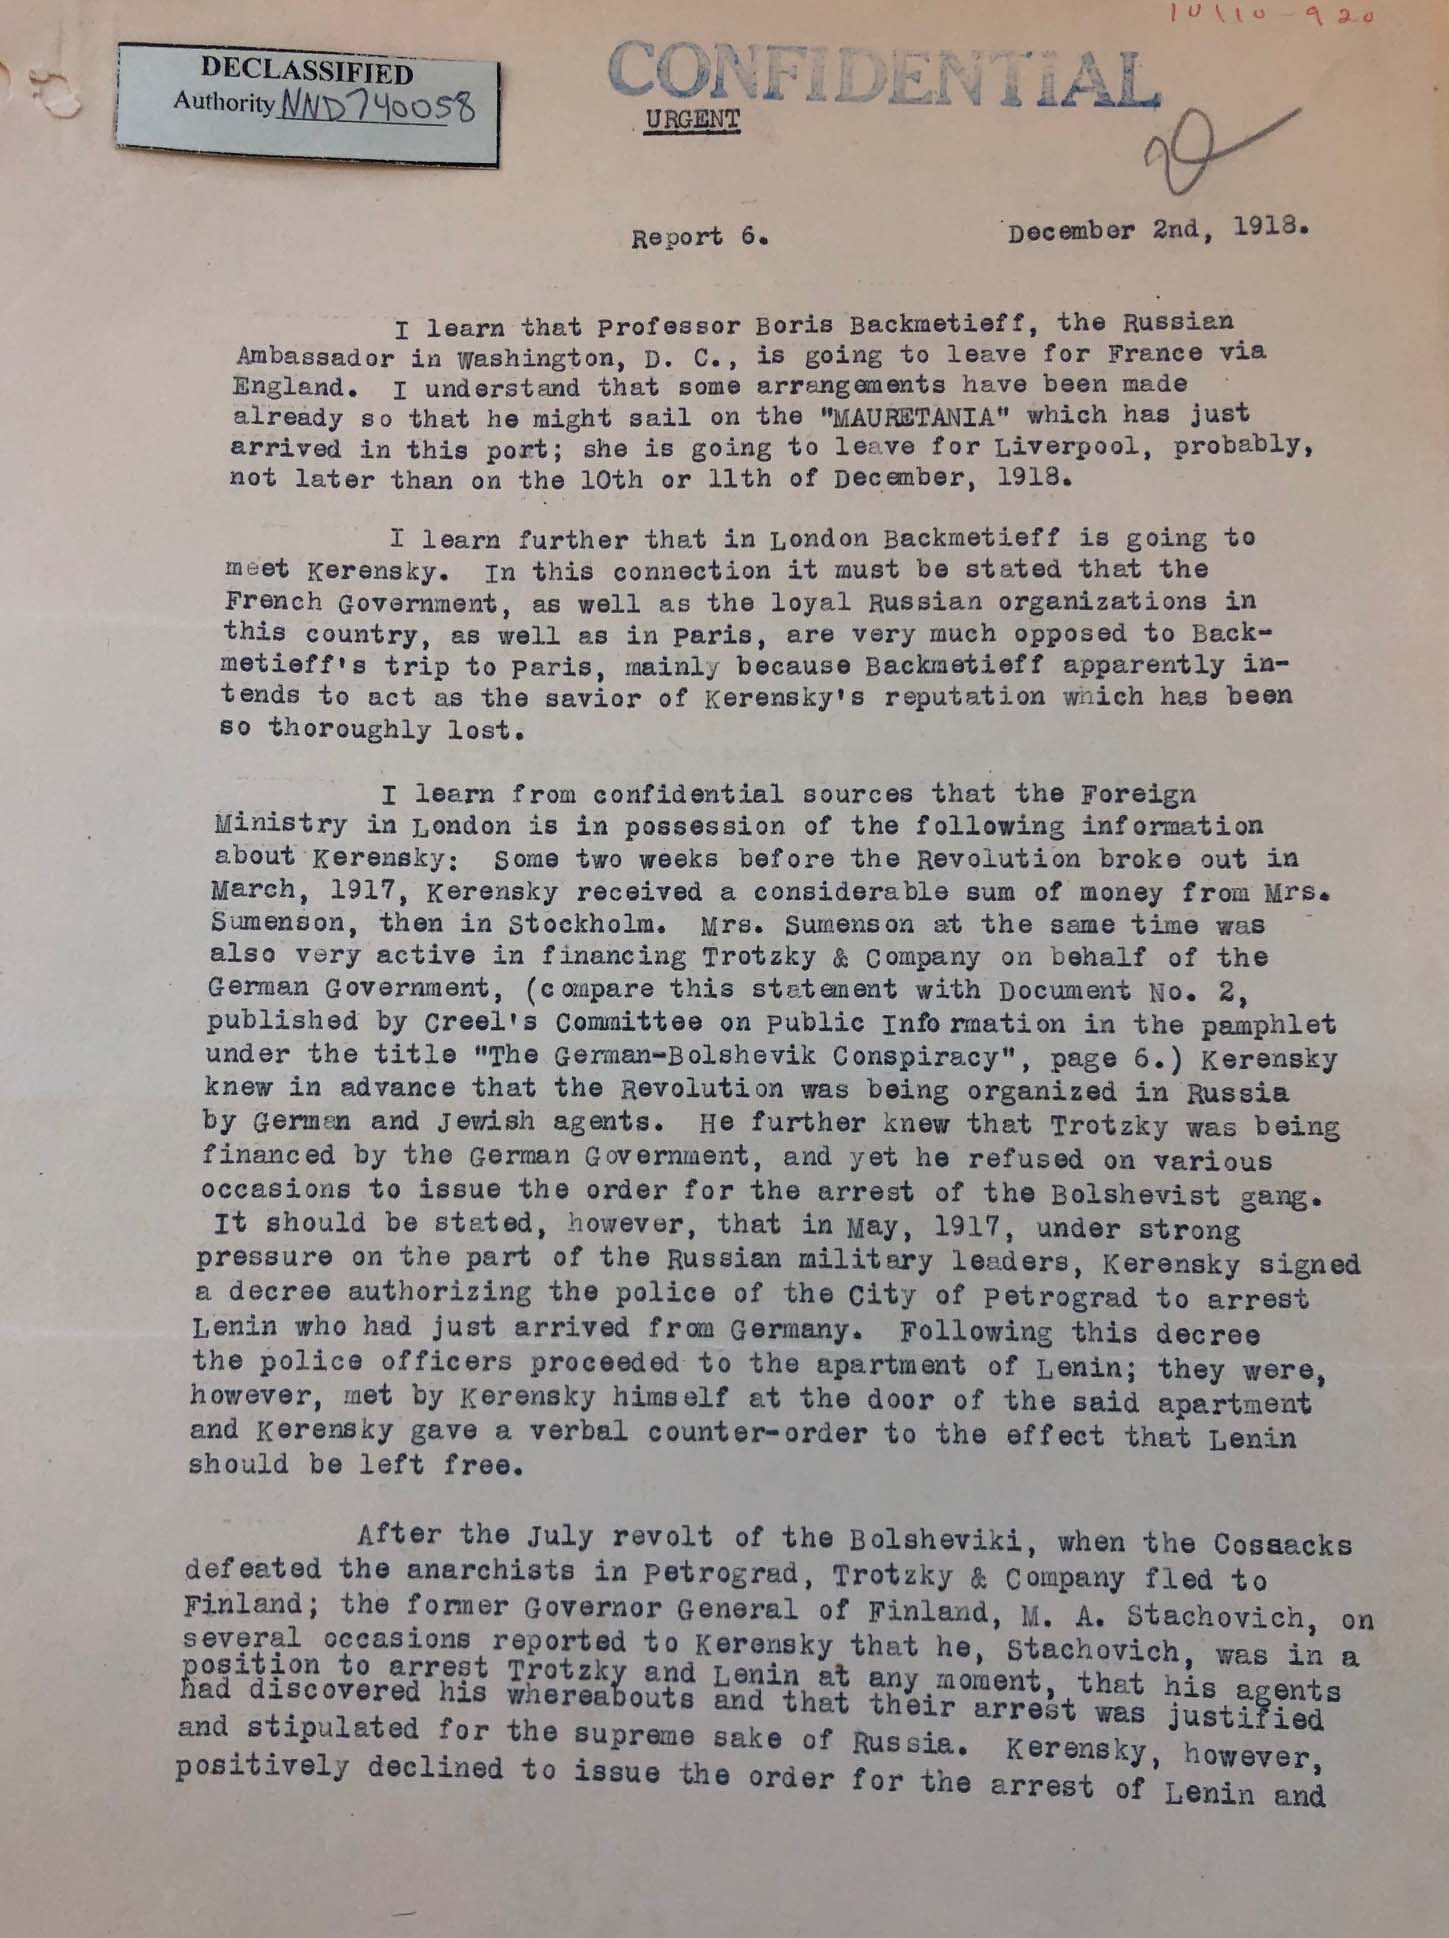 10110-920
DECLASSIFIED
Authority NND740058
CONFIDENTIAL
URGENT
Report 6.
December 2nd, 1918.
I learn that Professor Boris Backmetieff, the Russian
Ambassador in Washington, D. C., is going to leave for France via
England. I understand that some arrangements have been made
already so that he might sail on the "MAURETANIA" which has just
arrived in this port; she is going to leave for Liverpool, probably,
not later than on the 10th or 11th of December, 1918.
I learn further that in London Backmetieff is going to
meet Kerensky. In this connection it must be stated that the
French Government, as well as the loyal Russian organizations in
this country, as well as in Paris, are very much opposed to Back-
metieff's trip to Paris, mainly because Backmetieff apparently in-
tends to act as the savior of Kerensky's reputation which has been
so thoroughly lost.
I learn from confidential sources that the Foreign
Ministry in London is in possession of the following information
about Kerensky: Some two weeks before the Revolution broke out in
March, 1917, Kerensky received a considerable sum of money from Mrs.
Sumenson, then in Stockholm. Mrs. Sumenson at the same time was
also very active in financing Trotzky & Company on behalf of the
German Government, (compare this statement with Document No. 2,
published by Creel's Committee on Public Information in the pamphlet
under the title "The German-Bolshevik Conspiracy", page 6.) Kerensky
knew in advance that the Revolution was being organized in Russia
by German and Jewish agents. He further knew that Trotzky was being
financed by the German Government, and yet he refused on various
occasions to issue the order for the arrest of the Bolshevist gang.
It should be stated, however, that in May, 1917, under strong
pressure on the part of the Russian military leaders, Kerensky signed
a decree authorizing the police of the City of Petrograd to arrest
Lenin who had just arrived from Germany. Following this decree
the police officers proceeded to the apartment of Lenin; they were,
however, met by Kerensky himself at the door of the said apartment
and Kerensky gave a verbal counter-order to the effect that Lenin
should be left free.
After the July revolt of the Bolsheviki, when the Cossacks
defeated the anarchists in Petrograd, Trotzky & Company fled to
Finland; the former Governor General of Finland, M. A. Stachovich, on
several occasions reported to Kerensky that he, Stachovich, was in a
position to arrest Trotzky and Lenin at any moment, that his agents
had discovered his whereabouts and that their arrest was justified
and stipulated for the supreme sake of Russia. Kerensky, however,
positively declined to issue the order for the arrest of Lenin and